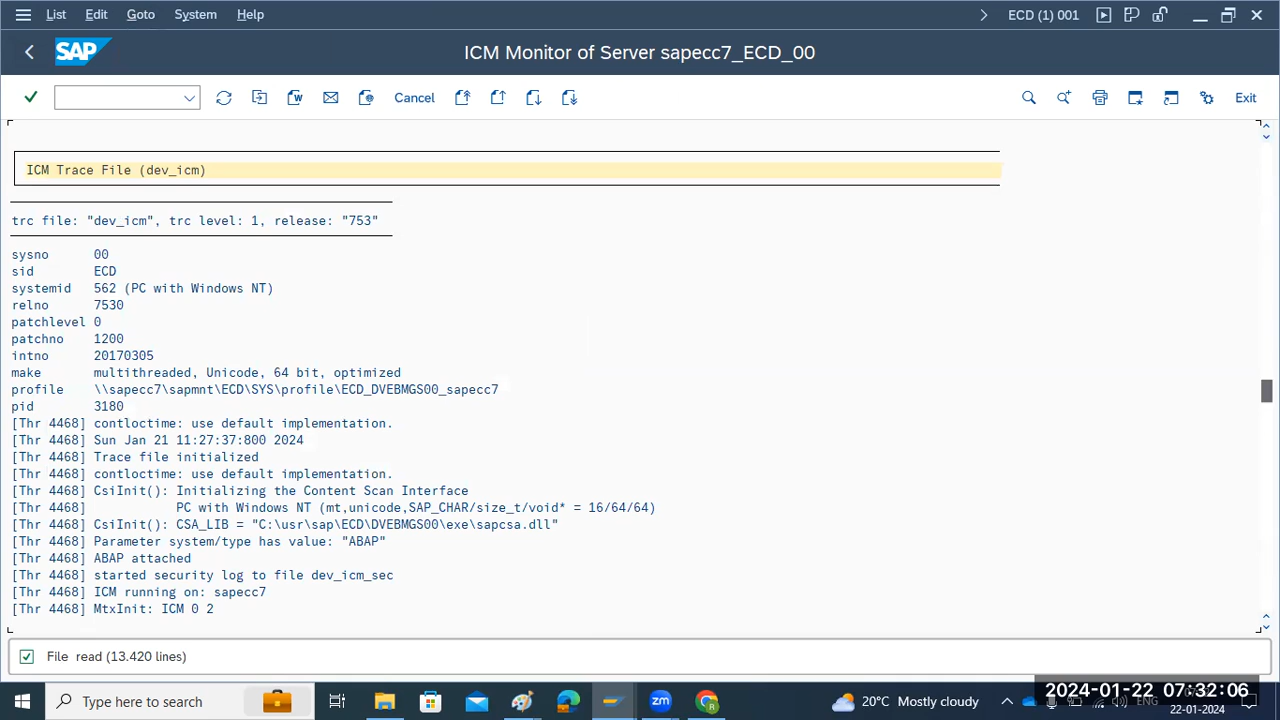 List Edit Goto System Help ECD (1) 001
SAP ICM Monitor of Server sapecc7_ECD_00
Cancel Exit
ICM Trace File (dev_icm)
trc file: "dev_icm", trc level: 1, release: "753"
sysno 00
sid ECD
systemid 562 (PC with Windows NT)
relno 7530
patchlevel 0
patchno 1200
intno 20170305
make multithreaded, Unicode, 64 bit, optimized
profile \\sapecc7\sapmnt\ECD\SYS\profile\ECD_DVEBMGS00_sapecc7
pid 3180
[Thr 4468] contloctime: use default implementation.
[Thr 4468] Sun Jan 21 11:27:37:800 2024
[Thr 4468] Trace file initialized
[Thr 4468] contloctime: use default implementation.
[Thr 4468] CsiInit(): Initializing the Content Scan Interface
[Thr 4468] PC with Windows NT (mt,unicode,SAP_CHAR/size_t/void* = 16/64/64)
[Thr 4468] CsiInit(): CSA_LIB = "C:\usr\sap\ECD\DVEBMGS00\exe\sapcsa.dll"
[Thr 4468] Parameter system/type has value: "ABAP"
[Thr 4468] ABAP attached
[Thr 4468] started security log to file dev_icm_sec
[Thr 4468] ICM running on: sapecc7
[Thr 4468] MtxInit: ICM 0 2
File read (13.420 lines)
Type here to search 20°C Mostly cloudy ENG
2024-01-22 07:32:06
22-01-2024